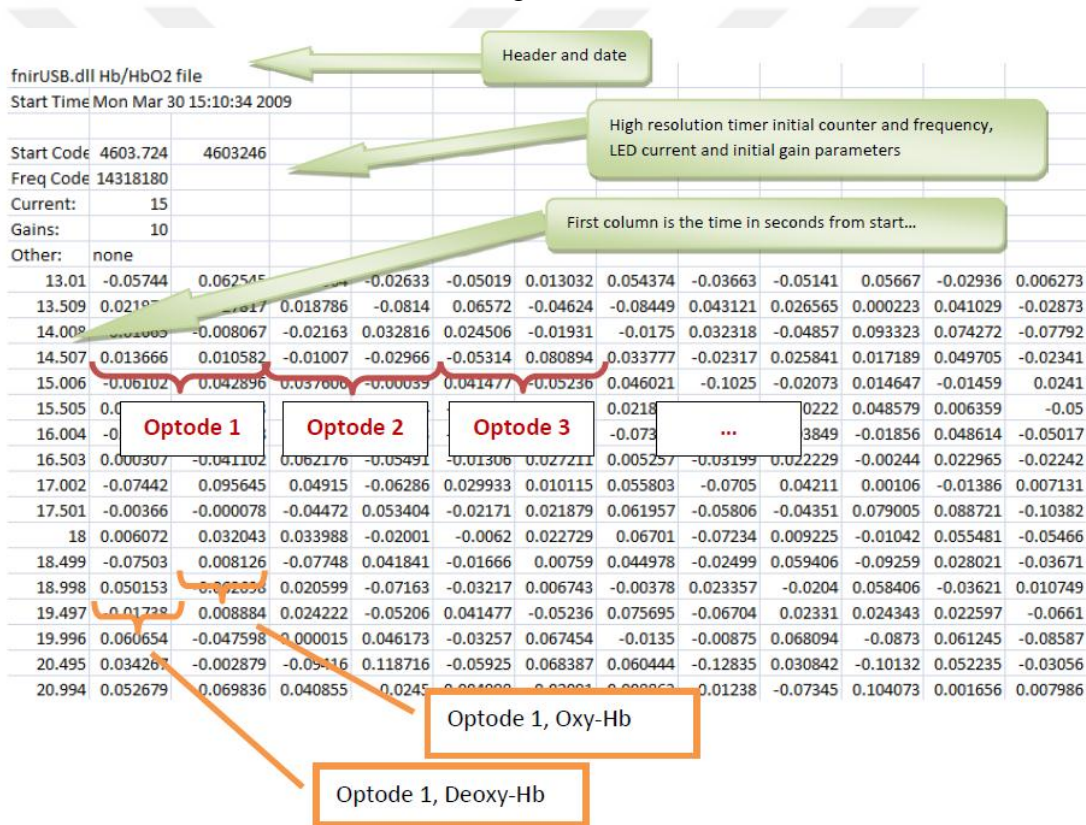 Header and date
fnirUSB.dll Hb/HbO2 file
Start Time Mon Mar 30 15:10:34 2009
High resolution timer initial counter and frequency,
LED current and initial gain parameters
Start Code 4603.724 4603246
Freq Code 14318180
Current: 15
First column is the time in seconds from start...
Gains: 10
Other: none
13.01 -0.05744 -0.02633 -0.05019 0.013032 0.054374 -0.03663 -0.05141 0.05667 -0.02936 0.006273
13.509 0.018786 -0.0814 0.06572 -0.04624 -0.08449 0.043121 0.026565 0.000223 0.041029 -0.02873
14.008 -0.008067 -0.02163 0.032816 0.024506 -0.01931 -0.0175 0.032318 -0.04857 0.093323 0.074272 -0.07792
14.507 0.013666 0.010582 -0.01007 -0.02966 -0.05314 0.080894 0.033777 -0.02317 0.025841 0.017189 0.049705 -0.02341
15.006 -0.06102 0.042896 0.037606 -0.00039 0.041477 -0.05236 0.046021 -0.1025 -0.02073 0.014647 -0.01459 0.0241
15.505 0.048579 0.006359 -0.05
16.004 -0.01856 0.048614 -0.05017
Optode 1 Optode 2 Optode 3 ...
16.503 0.000307 -0.041102 0.062176 -0.05491 -0.01306 0.027211 0.005257 -0.03199 0.022229 -0.00244 0.022965 -0.02242
17.002 -0.07442 0.095645 0.04915 -0.06286 0.029933 0.010115 0.055803 -0.0705 0.04211 0.00106 -0.01386 0.007131
17.501 -0.00366 -0.000078 -0.04472 0.053404 -0.02171 0.021879 0.061957 -0.05806 -0.04351 0.079005 0.088721 -0.10382
18 0.006072 0.032043 0.033988 -0.02001 -0.0062 0.022729 0.06701 -0.07234 0.009225 -0.01042 0.055481 -0.05466
18.499 -0.07503 0.008126 -0.07748 0.041841 -0.01666 0.00759 0.044978 -0.02499 0.059406 -0.09259 0.028021 -0.03671
18.998 0.050153 0.020599 -0.07163 -0.03217 0.006743 -0.00378 0.023357 -0.0204 0.058406 -0.03621 0.010749
19.497 -0.01738 0.008884 0.024222 -0.05206 0.041477 -0.05236 0.075695 -0.06704 0.02331 0.024343 0.022597 -0.0661
19.996 0.060654 -0.047598 0.000015 0.046173 -0.03257 0.067454 -0.0135 -0.00875 0.068094 -0.0873 0.061245 -0.08587
20.495 0.034267 -0.002879 -0.09416 0.118716 -0.05925 0.068387 0.060444 -0.12835 0.030842 -0.10132 0.052235 -0.03056
20.994 0.052679 0.040855 -0.07345 0.104073 0.001656 0.007986
Optode 1, Oxy-Hb
Optode 1, Deoxy-Hb